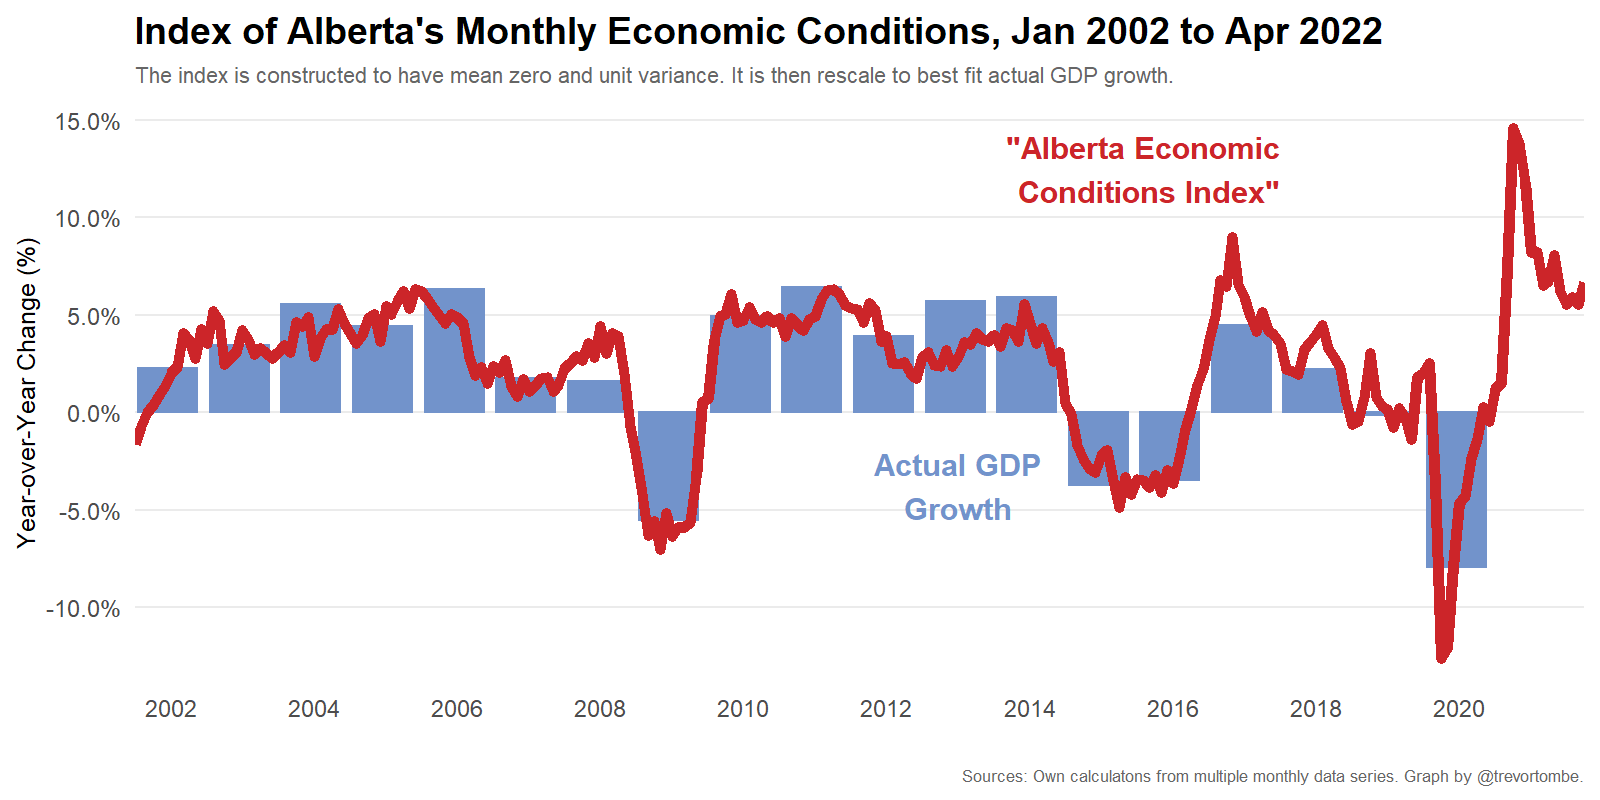 Index of Alberta's Monthly Economic Conditions, Jan 2002 to Apr 2022
The index is constructed to have mean zero and unit variance. It is then rescale to best fit actual GDP growth.
Year-over-Year Change (%)
15.0%
10.0%
5.0%
0.0%
-5.0%
-10.0%
"Alberta Economic
Conditions Index"
Actual GDP
Growth
2002 2004 2006 2008 2010 2012 2014 2016 2018 2020
Sources: Own calculatons from multiple monthly data series. Graph by @trevortombe.